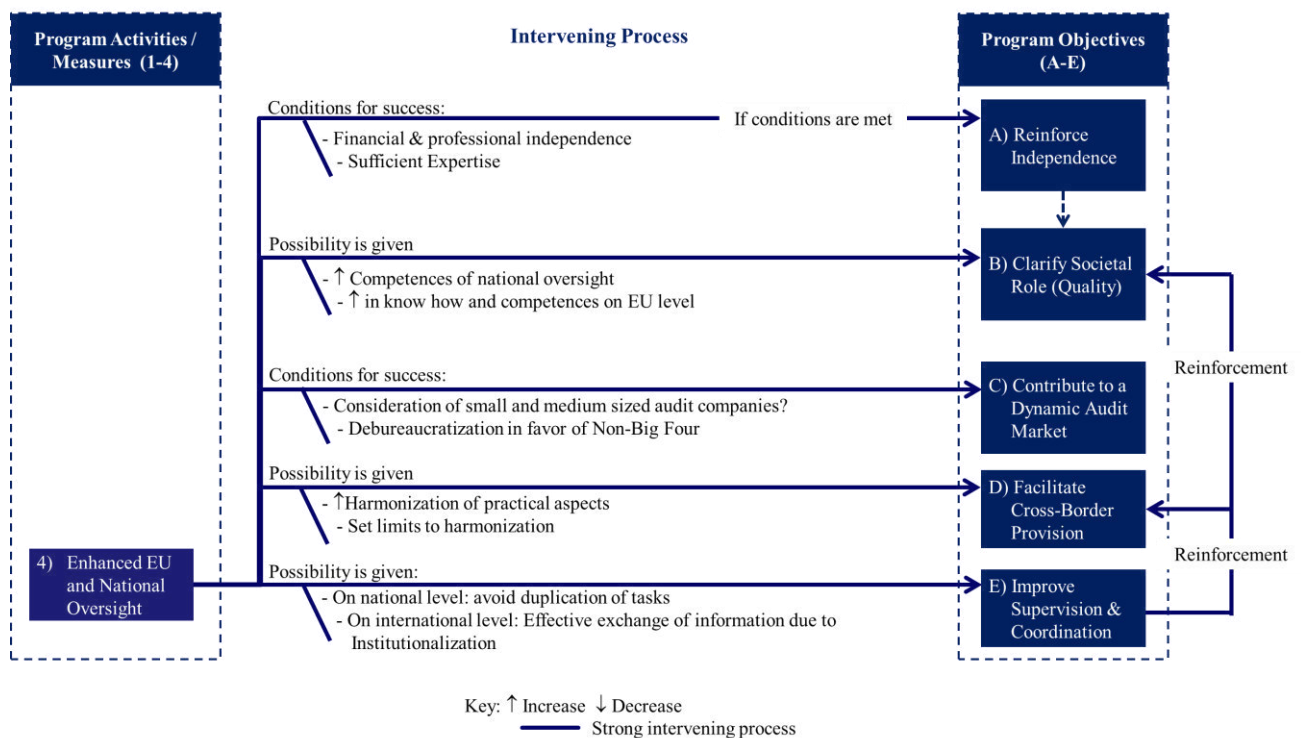 Program Activities /
Measures (1-4)
Intervening Process
Program Objectives
(A-E)
Conditions for success:
- Financial & professional independence
- Sufficient Expertise
If conditions are met
A) Reinforce
Independence
Possibility is given
- ↑ Competences of national oversight
- ↑ in know how and competences on EU level
B) Clarify Societal
Role (Quality)
Reinforcement
Conditions for success:
- Consideration of small and medium sized audit companies?
- Debureaucratization in favor of Non-Big Four
C) Contribute to a
Dynamic Audit
Market
Possibility is given
- ↑Harmonization of practical aspects
- Set limits to harmonization
D) Facilitate
Cross-Border
Provision
Reinforcement
4) Enhanced EU
and National
Oversight
Possibility is given:
- On national level: avoid duplication of tasks
- On international level: Effective exchange of information due to
Institutionalization
E) Improve
Supervision &
Coordination
Key: ↑ Increase ↓ Decrease
Strong intervening process